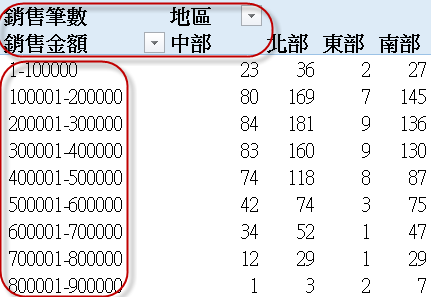 銷售筆數 地區
銷售金額 中部 北部 東部 南部
1-100000 23 36 2 27
100001-200000 80 169 7 145
200001-300000 84 181 9 136
300001-400000 83 160 9 130
400001-500000 74 118 8 87
500001-600000 42 74 3 75
600001-700000 34 52 1 47
700001-800000 12 29 1 29
800001-900000 1 3 2 7